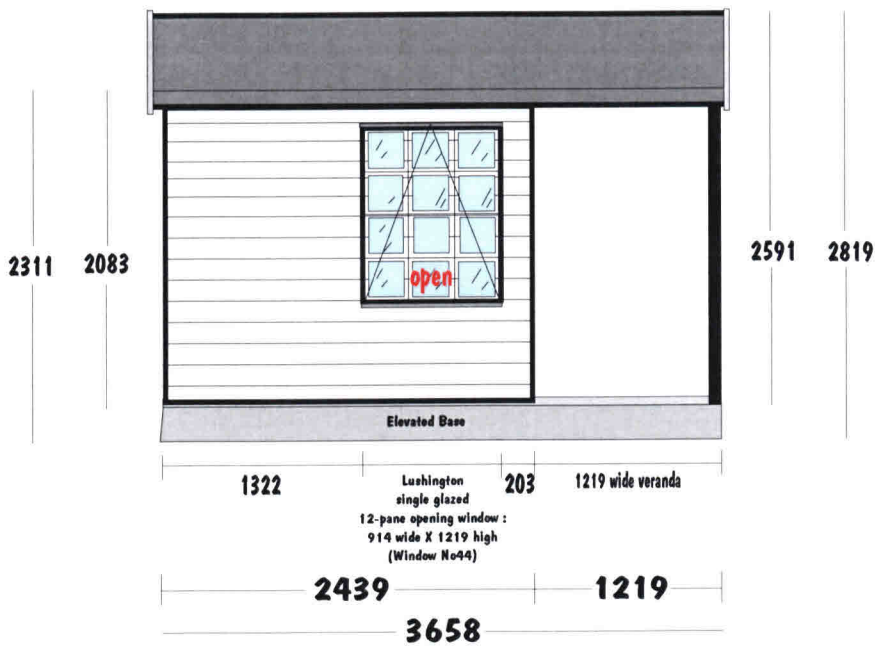 2311
2083
2591
2819
open
Elevated Base
1322
Lushington
single glazed
12-pane opening window :
914 wide X 1219 high
(Window No44)
203
1219 wide veranda
2439
1219
3658